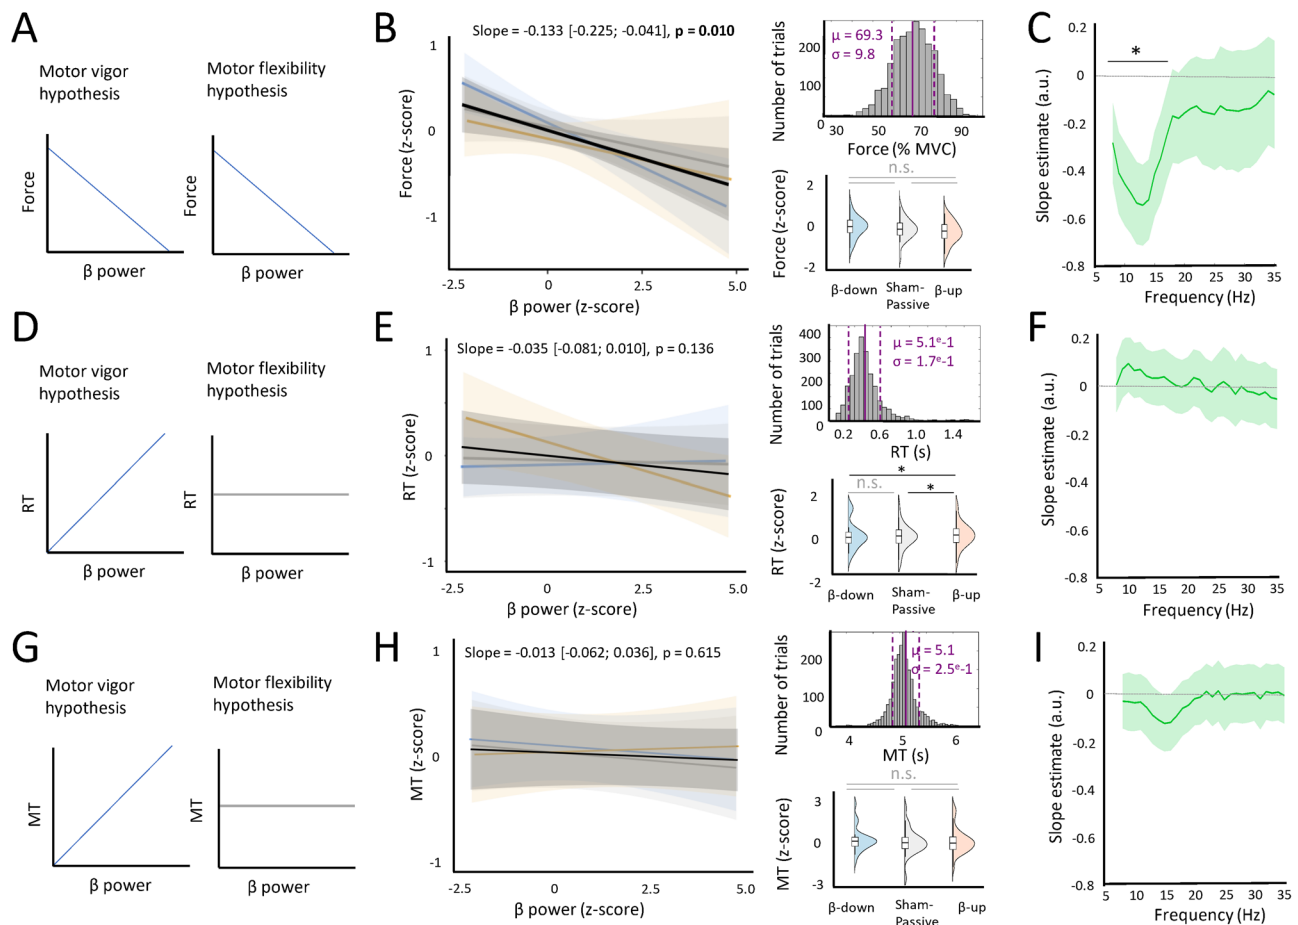 A
Motor vigor
hypothesis
Force
β power
Motor flexibility
hypothesis
Force
β power
B
Slope = -0.133 [-0.225; -0.041], p = 0.010
Force (z-score)
1
0
-1
-2.5
0
2.5
5.0
β power (z-score)
Number of trials
200
100
0
μ = 69.3
σ = 9.8
30
50
70
90
Force (% MVC)
n.s.
Force (z-score)
2
0
-2
β-down
Sham-
Passive
β-up
C
Slope estimate (a.u.)
0.2
0
-0.2
-0.4
-0.6
-0.8
*
5
10
15
20
25
30
35
Frequency (Hz)
D
Motor vigor
hypothesis
RT
β power
Motor flexibility
hypothesis
RT
β power
E
Slope = -0.035 [-0.081; 0.010], p = 0.136
RT (z-score)
1
0
-1
-2.5
0
2.5
5.0
β power (z-score)
Number of trials
400
300
200
100
0
μ = 5.1e-1
σ = 1.7e-1
0.2
0.6
1.0
1.4
RT (s)
*
n.s.
*
RT (z-score)
2
0
-2
β-down
Sham-
Passive
β-up
F
Slope estimate (a.u.)
0.2
0
-0.2
-0.4
-0.6
-0.8
5
10
15
20
25
30
35
Frequency (Hz)
G
Motor vigor
hypothesis
MT
β power
Motor flexibility
hypothesis
MT
β power
H
Slope = -0.013 [-0.062; 0.036], p = 0.615
MT (z-score)
1
0
-1
-2.5
0
2.5
5.0
β power (z-score)
Number of trials
200
100
0
μ = 5.1
σ = 2.5e-1
4
5
6
MT (s)
n.s.
MT (z-score)
3
0
-3
β-down
Sham-
Passive
β-up
I
Slope estimate (a.u.)
0.2
0
-0.2
-0.4
-0.6
-0.8
5
10
15
20
25
30
35
Frequency (Hz)